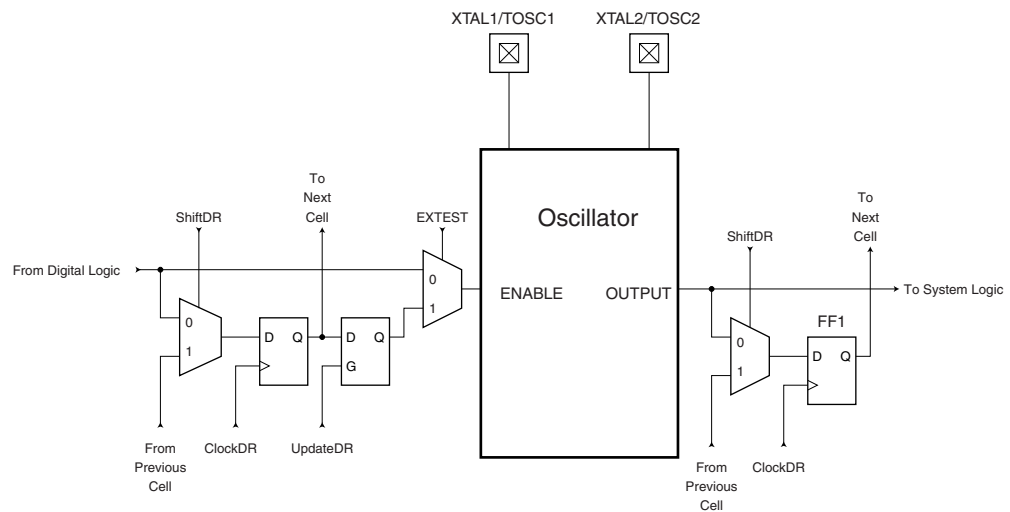 XTAL1/TOSC1
XTAL2/TOSC2
To
Next
Cell
ShiftDR
EXTEST
Oscillator
To
Next
Cell
ShiftDR
From Digital Logic
0
1
ENABLE
OUTPUT
To System Logic
0
1
D
Q
D
Q
G
FF1
0
1
D
Q
From
Previous
Cell
ClockDR
UpdateDR
From
Previous
Cell
ClockDR